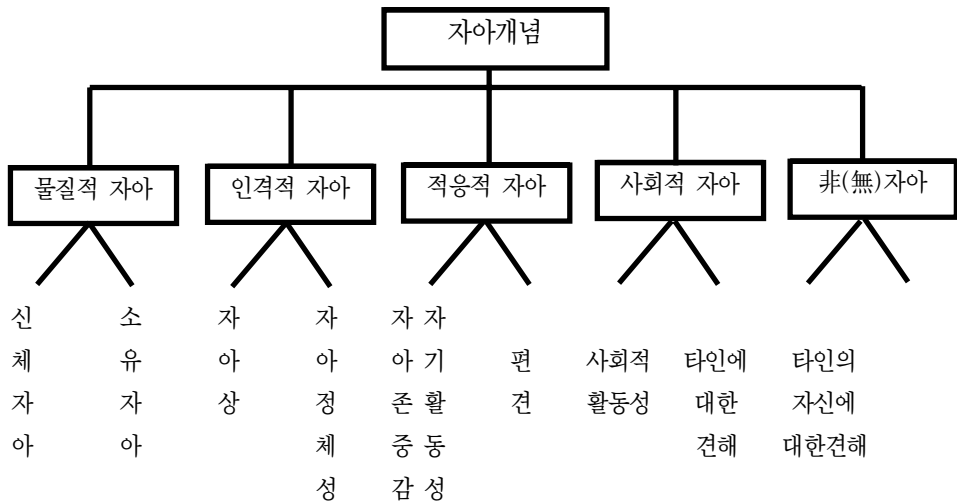 자아개념
물질적 자아
인격적 자아
적응적 자아
사회적 자아
非(無)자아
신체자아
소유자아
자아상
자아정체성
자아존중감
자기활동성
편견
사회적
활동성
타인에
대한
견해
타인의
자신에
대한견해